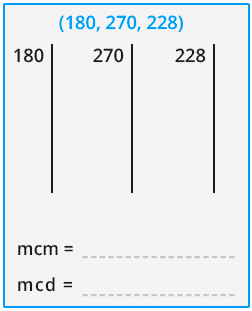 (180, 270, 228)
180 270 228
mcm =
mcd =